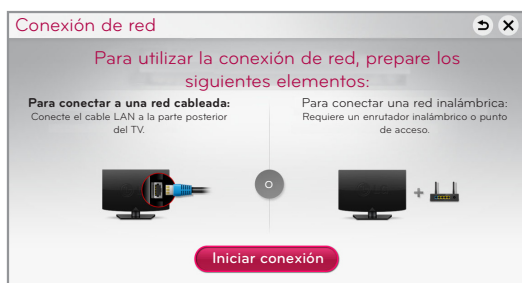 Conexión de red
Para utilizar la conexión de red, prepare los
siguientes elementos:
Para conectar a una red cableada:
Conecte el cable LAN a la parte posterior
del TV.
Para conectar una red inalámbrica:
Requiere un enrutador inalámbrico o punto
de acceso.
O
+
Iniciar conexión